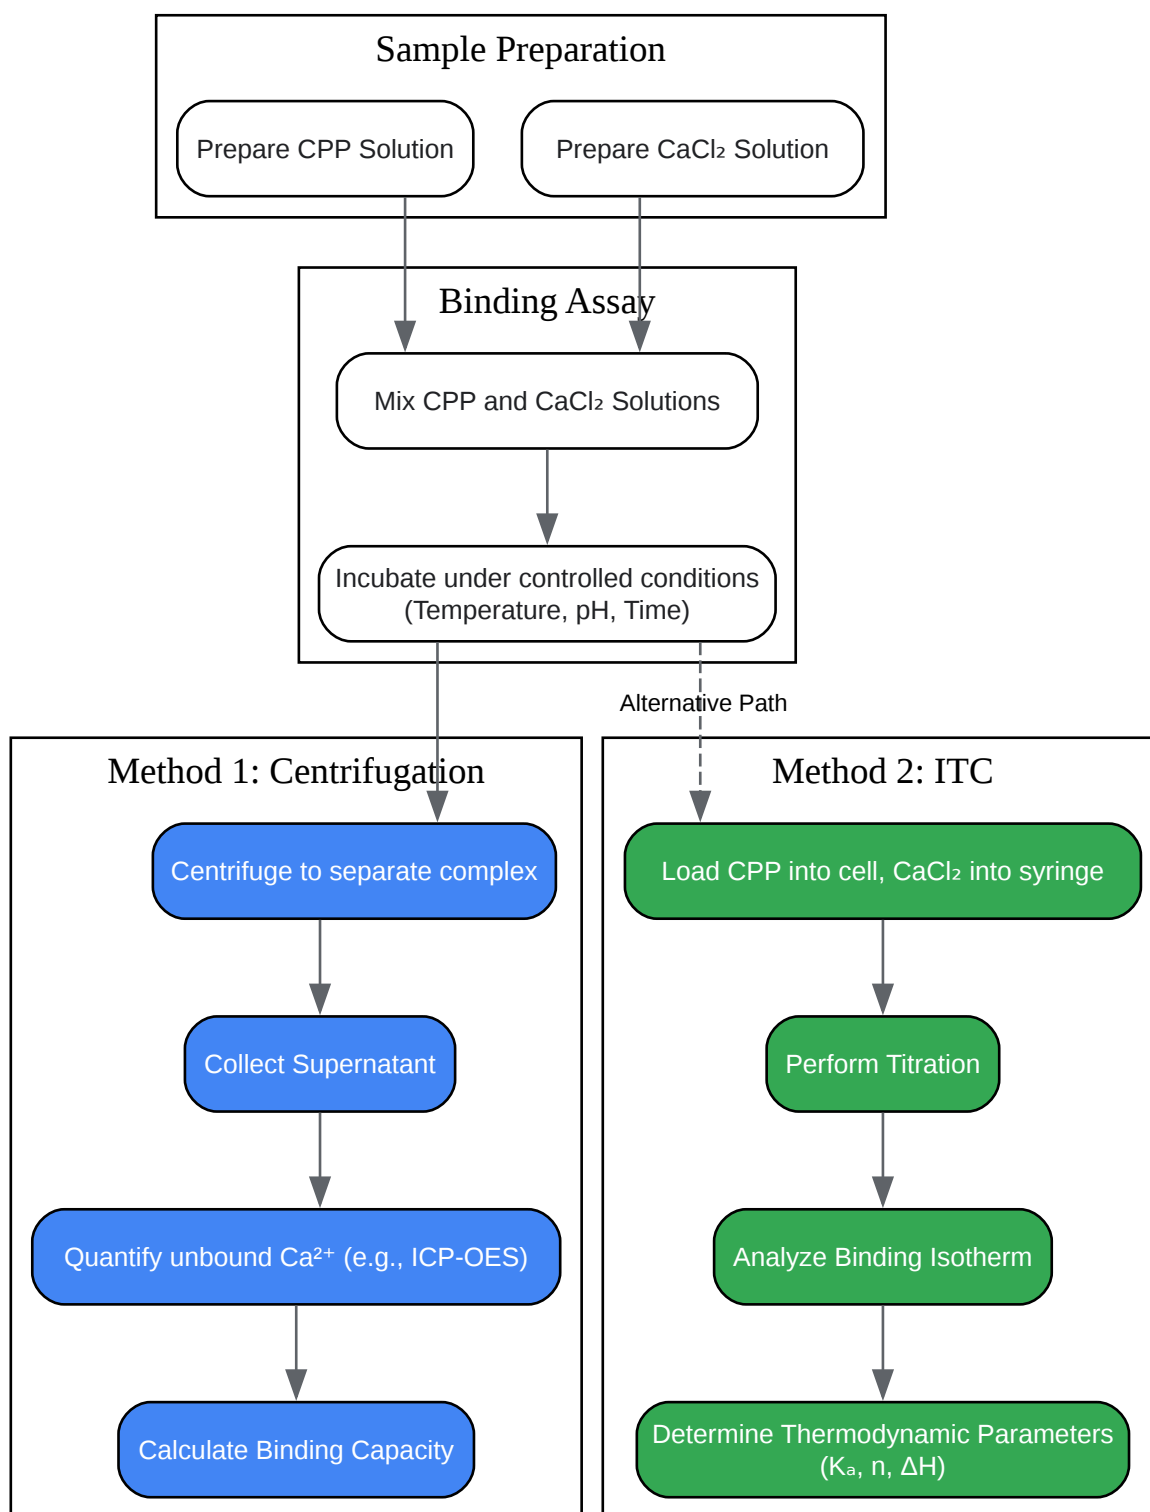 Sample Preparation
Prepare CPP Solution
Prepare CaCl₂ Solution
Binding Assay
Mix CPP and CaCl₂ Solutions
Incubate under controlled conditions
(Temperature, pH, Time)
Alternative Path
Method 1: Centrifugation
Centrifuge to separate complex
Collect Supernatant
Quantify unbound Ca²⁺ (e.g., ICP-OES)
Calculate Binding Capacity
Method 2: ITC
Load CPP into cell, CaCl₂ into syringe
Perform Titration
Analyze Binding Isotherm
Determine Thermodynamic Parameters
(Kₐ, n, ΔH)